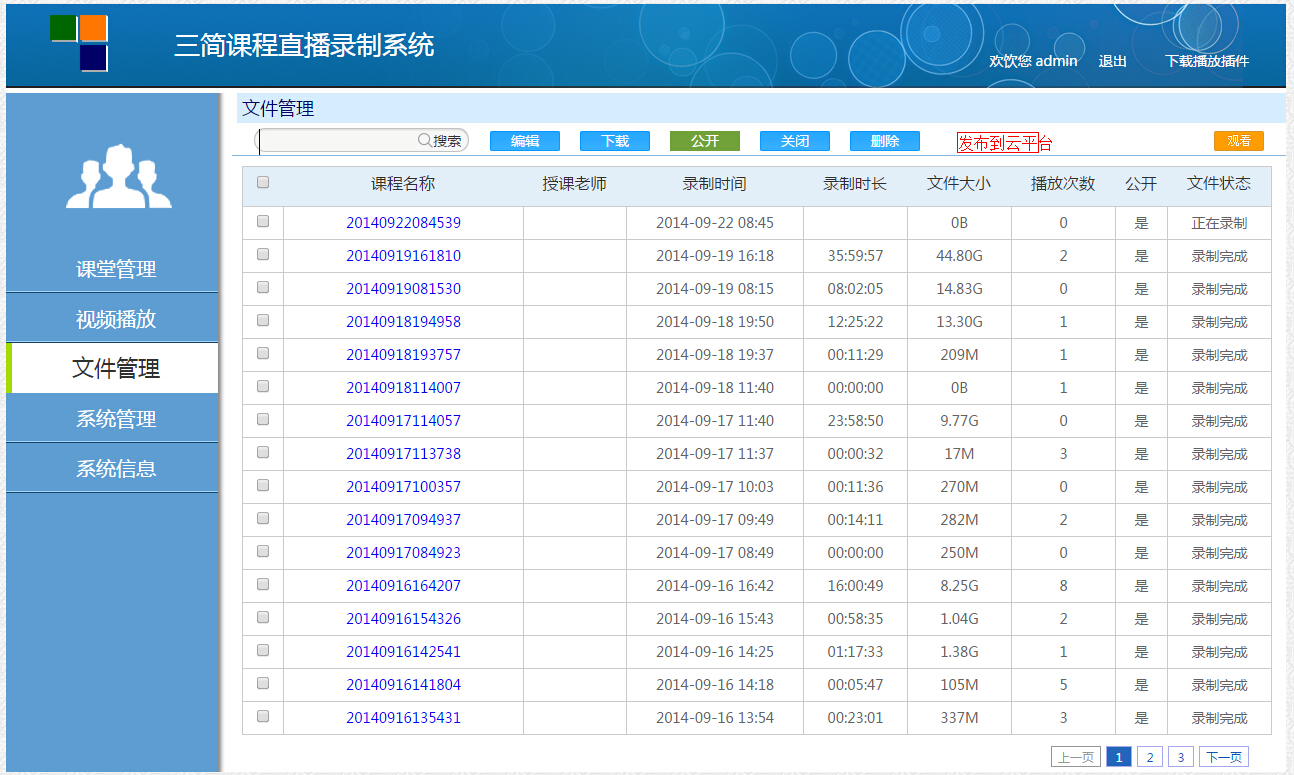 三简课程直播录制系统
欢饮您 admin 退出 下载播放插件
课堂管理
视频播放
文件管理
系统管理
系统信息
文件管理
搜索 编辑 下载 公开 关闭 删除 发布到云平台 观看
课程名称 授课老师 录制时间 录制时长 文件大小 播放次数 公开 文件状态
20140922084539 2014-09-22 08:45 0B 0 是 正在录制
20140919161810 2014-09-19 16:18 35:59:57 44.80G 2 是 录制完成
20140919081530 2014-09-19 08:15 08:02:05 14.83G 0 是 录制完成
20140918194958 2014-09-18 19:50 12:25:22 13.30G 1 是 录制完成
20140918193757 2014-09-18 19:37 00:11:29 209M 1 是 录制完成
20140918114007 2014-09-18 11:40 00:00:00 0B 1 是 录制完成
20140917114057 2014-09-17 11:40 23:58:50 9.77G 0 是 录制完成
20140917113738 2014-09-17 11:37 00:00:32 17M 3 是 录制完成
20140917100357 2014-09-17 10:03 00:11:36 270M 0 是 录制完成
20140917094937 2014-09-17 09:49 00:14:11 282M 2 是 录制完成
20140917084923 2014-09-17 08:49 00:00:00 250M 0 是 录制完成
20140916164207 2014-09-16 16:42 16:00:49 8.25G 8 是 录制完成
20140916154326 2014-09-16 15:43 00:58:35 1.04G 2 是 录制完成
20140916142541 2014-09-16 14:25 01:17:33 1.38G 1 是 录制完成
20140916141804 2014-09-16 14:18 00:05:47 105M 5 是 录制完成
20140916135431 2014-09-16 13:54 00:23:01 337M 3 是 录制完成
上一页 1 2 3 下一页